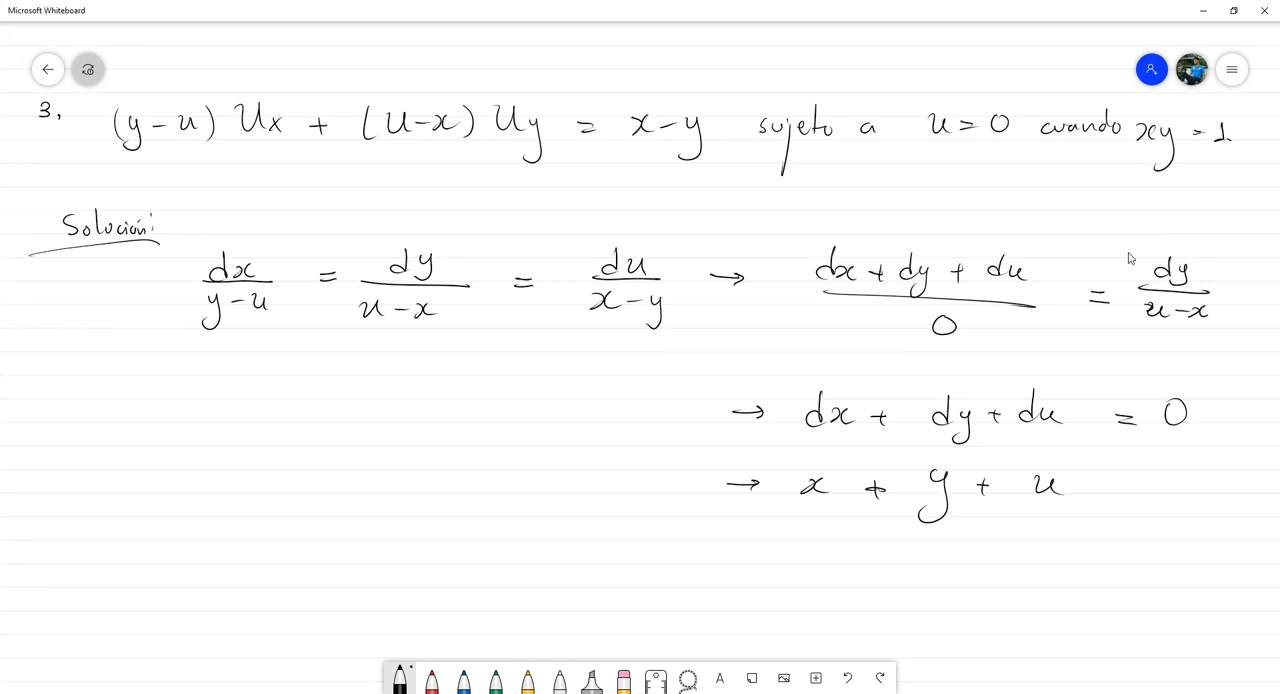 Microsoft Whiteboard
3. (y-u) Ux + (u-x) Uy = x-y sujeto a u=0 cuando xy=1
Solución:
dx/(y-u) = dy/(u-x) = du/(x-y) → (dx+dy+du)/0 = dy/(u-x)
→ dx + dy + du = 0
→ x + y + u
A